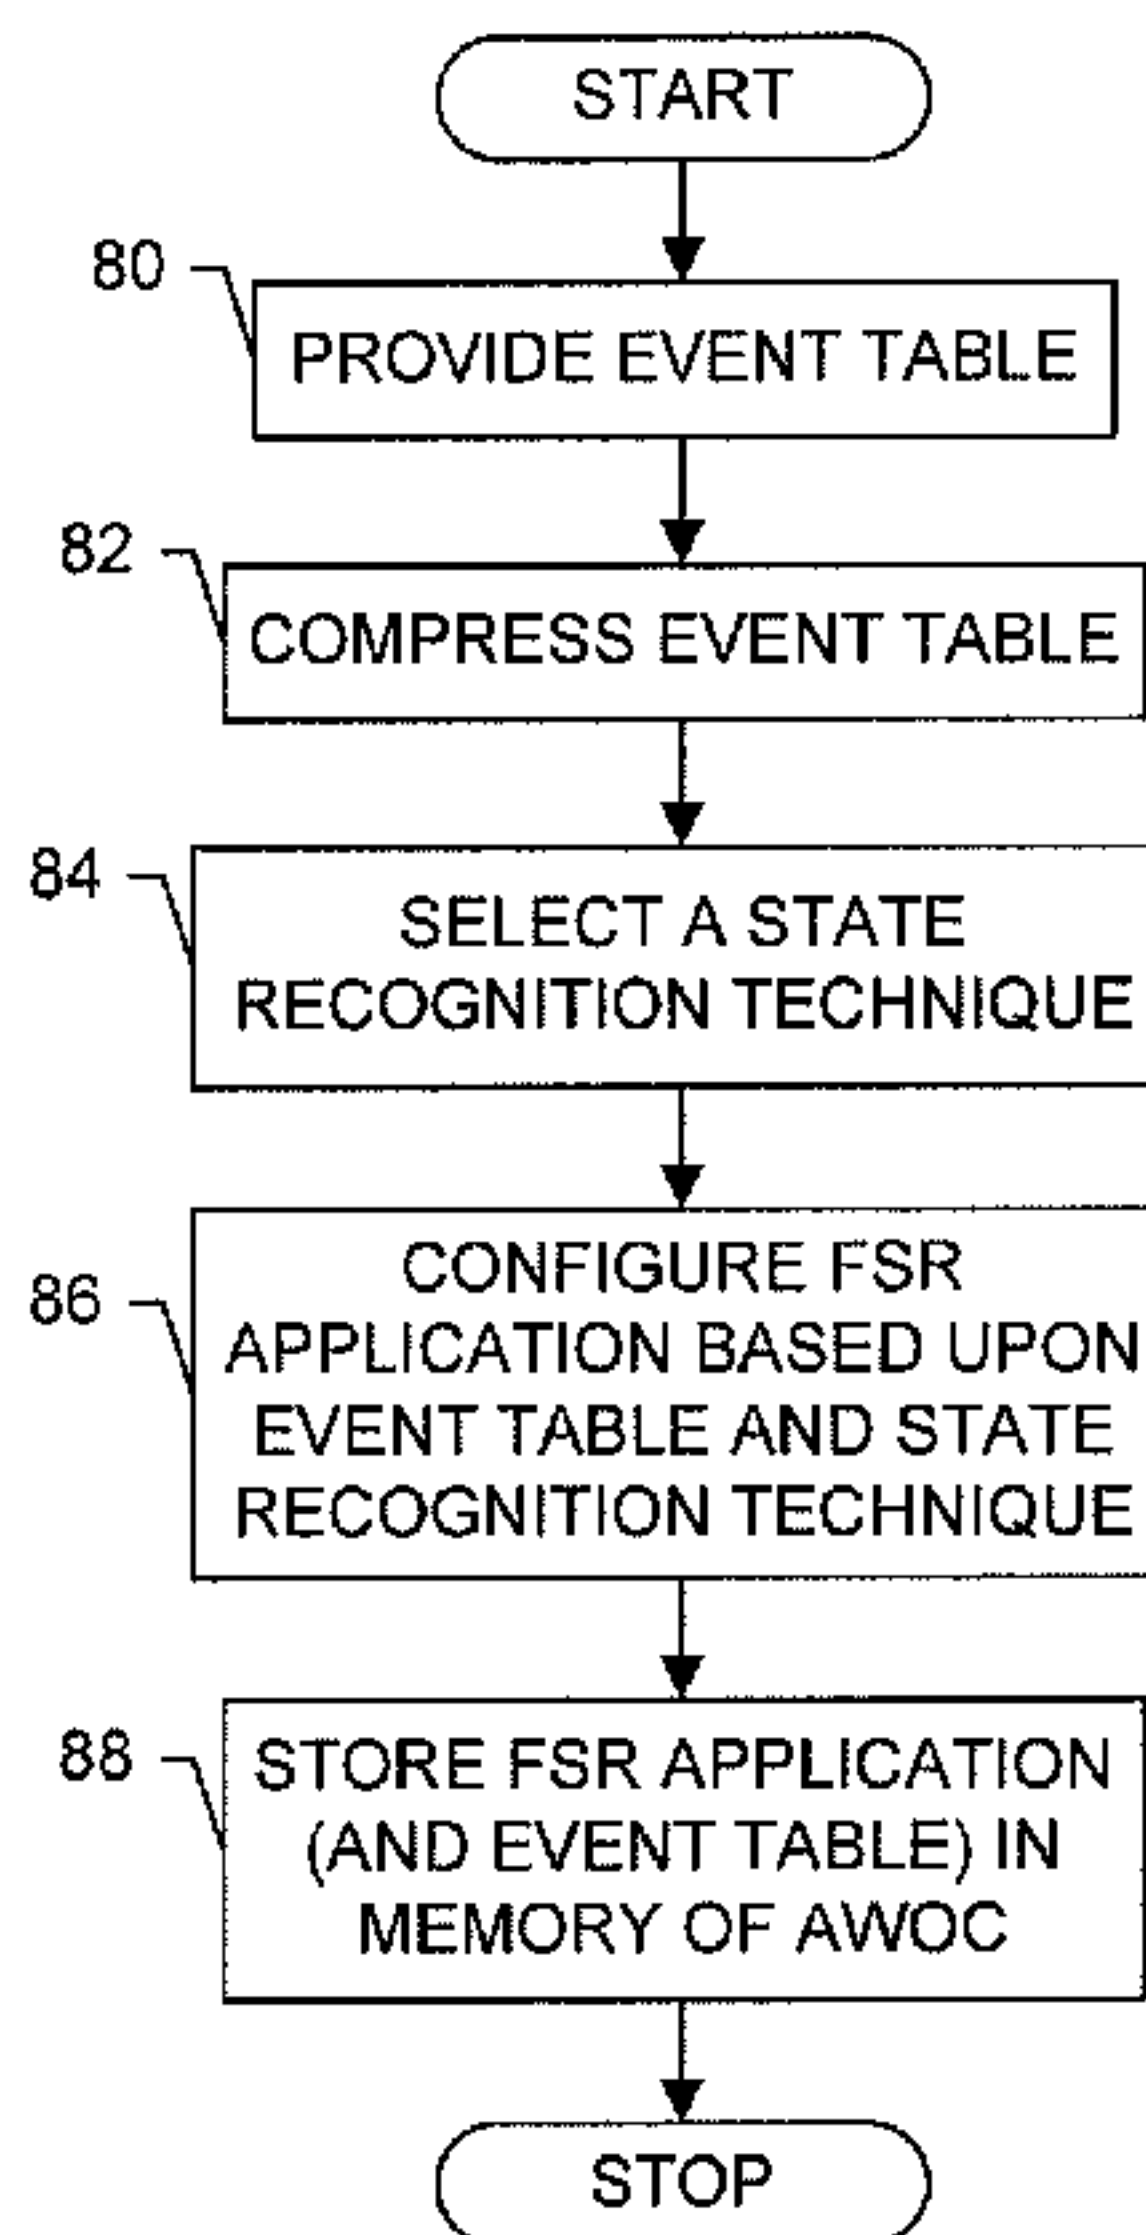 START
80
PROVIDE EVENT TABLE
82
COMPRESS EVENT TABLE
84
SELECT A STATE
RECOGNITION TECHNIQUE
86
CONFIGURE FSR
APPLICATION BASED UPON
EVENT TABLE AND STATE
RECOGNITION TECHNIQUE
88
STORE FSR APPLICATION
(AND EVENT TABLE) IN
MEMORY OF AWOC
STOP